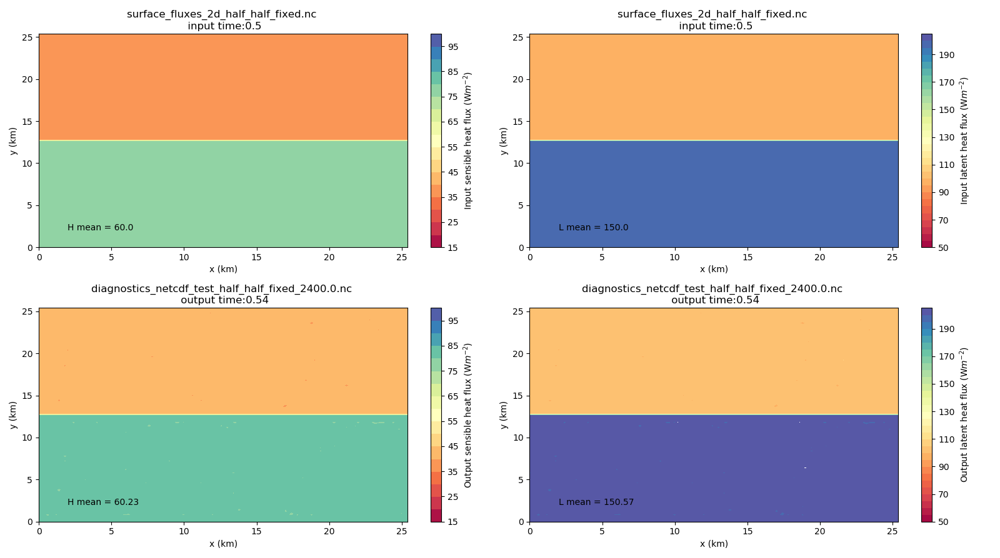 surface_fluxes_2d_half_half_fixed.nc
input time:0.5
25
20
15
10
5
0
y (km)
0 5 10 15 20 25
x (km)
H mean = 60.0
95
85
75
65
55
45
35
25
15
Input sensible heat flux (Wm⁻²)
surface_fluxes_2d_half_half_fixed.nc
input time:0.5
25
20
15
10
5
0
y (km)
0 5 10 15 20 25
x (km)
L mean = 150.0
190
170
150
130
110
90
70
50
Input latent heat flux (Wm⁻²)
diagnostics_netcdf_test_half_half_fixed_2400.0.nc
output time:0.54
25
20
15
10
5
0
y (km)
0 5 10 15 20 25
x (km)
H mean = 60.23
95
85
75
65
55
45
35
25
15
Output sensible heat flux (Wm⁻²)
diagnostics_netcdf_test_half_half_fixed_2400.0.nc
output time:0.54
25
20
15
10
5
0
y (km)
0 5 10 15 20 25
x (km)
L mean = 150.57
190
170
150
130
110
90
70
50
Output latent heat flux (Wm⁻²)